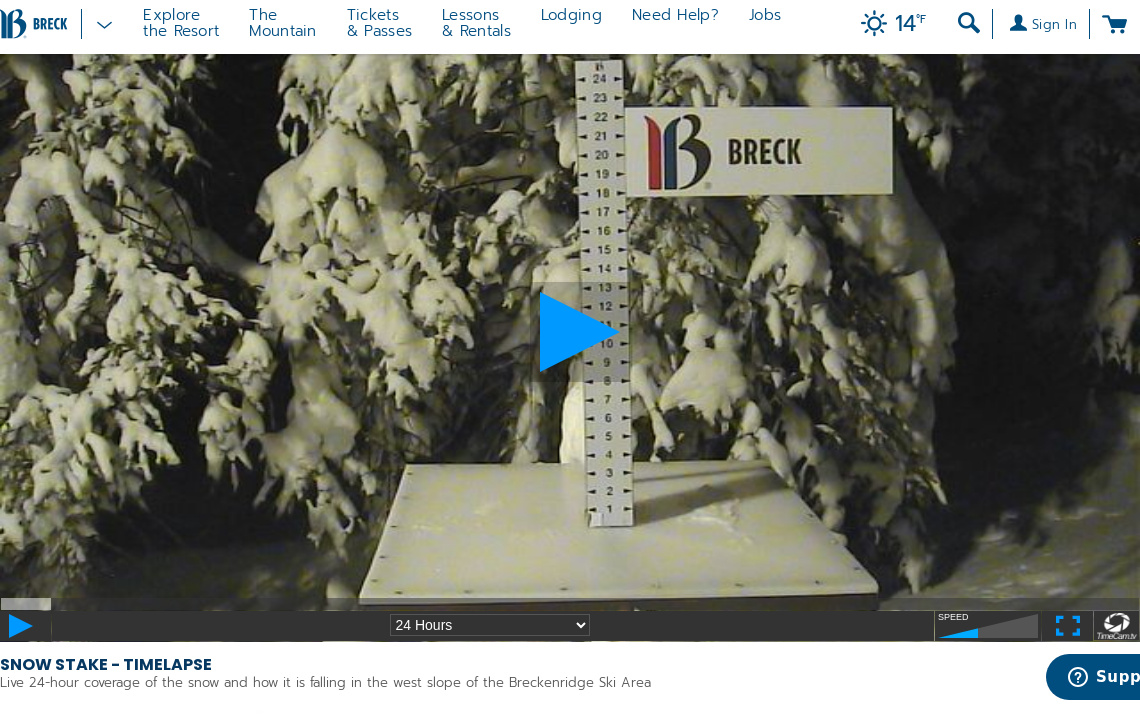 BRECK
Explore
the Resort
The
Mountain
Tickets
& Passes
Lessons
& Rentals
Lodging
Need Help?
Jobs
14°F
Sign In
24
23
22
21
20
19
18
17
16
15
14
13
12
11
10
9
8
7
6
5
4
3
2
1
BRECK
24 Hours
SPEED
TimeCam.tv
SNOW STAKE - TIMELAPSE
Live 24-hour coverage of the snow and how it is falling in the west slope of the Breckenridge Ski Area
Supp